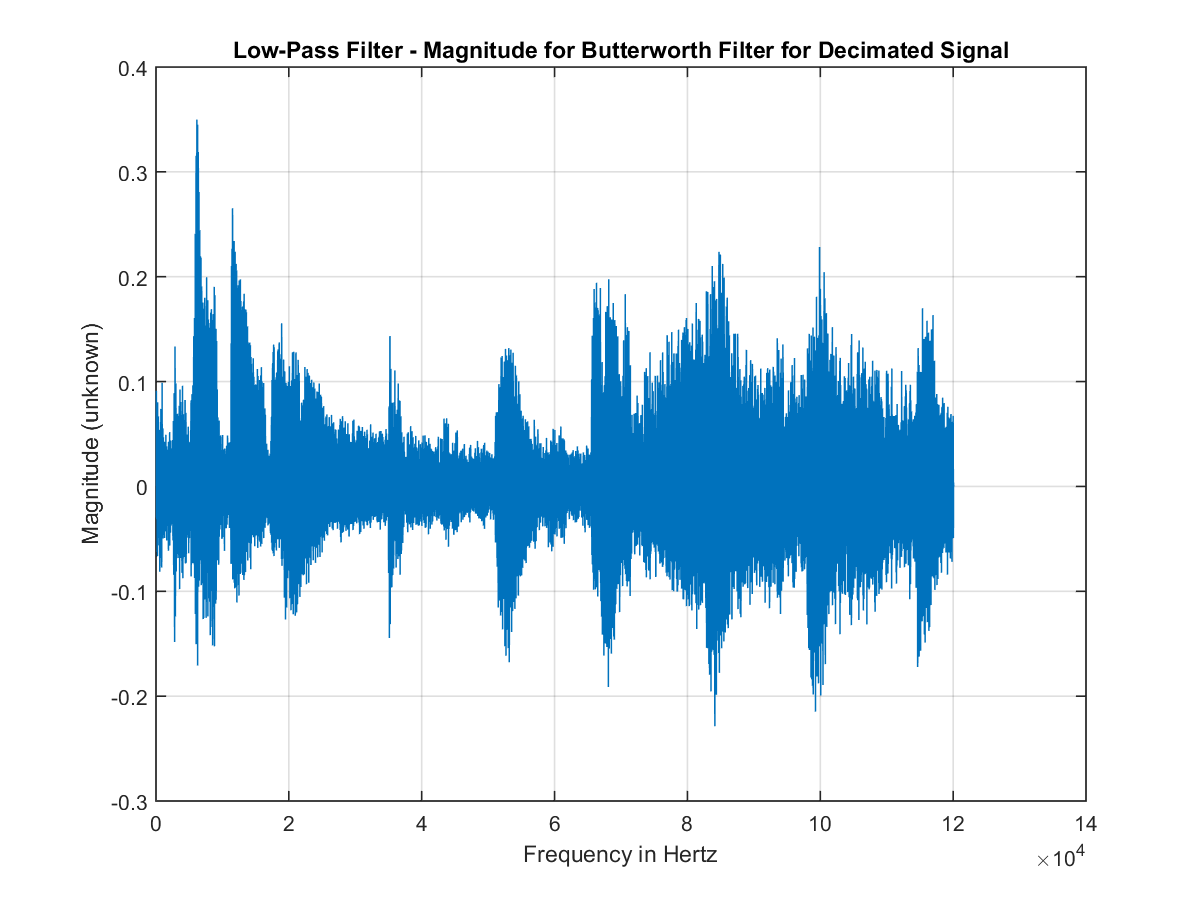 Low-Pass Filter - Magnitude for Butterworth Filter for Decimated Signal
0.4
0.3
0.2
0.1
0
-0.1
-0.2
-0.3
Magnitude (unknown)
0 2 4 6 8 10 12 14
Frequency in Hertz
×10⁴